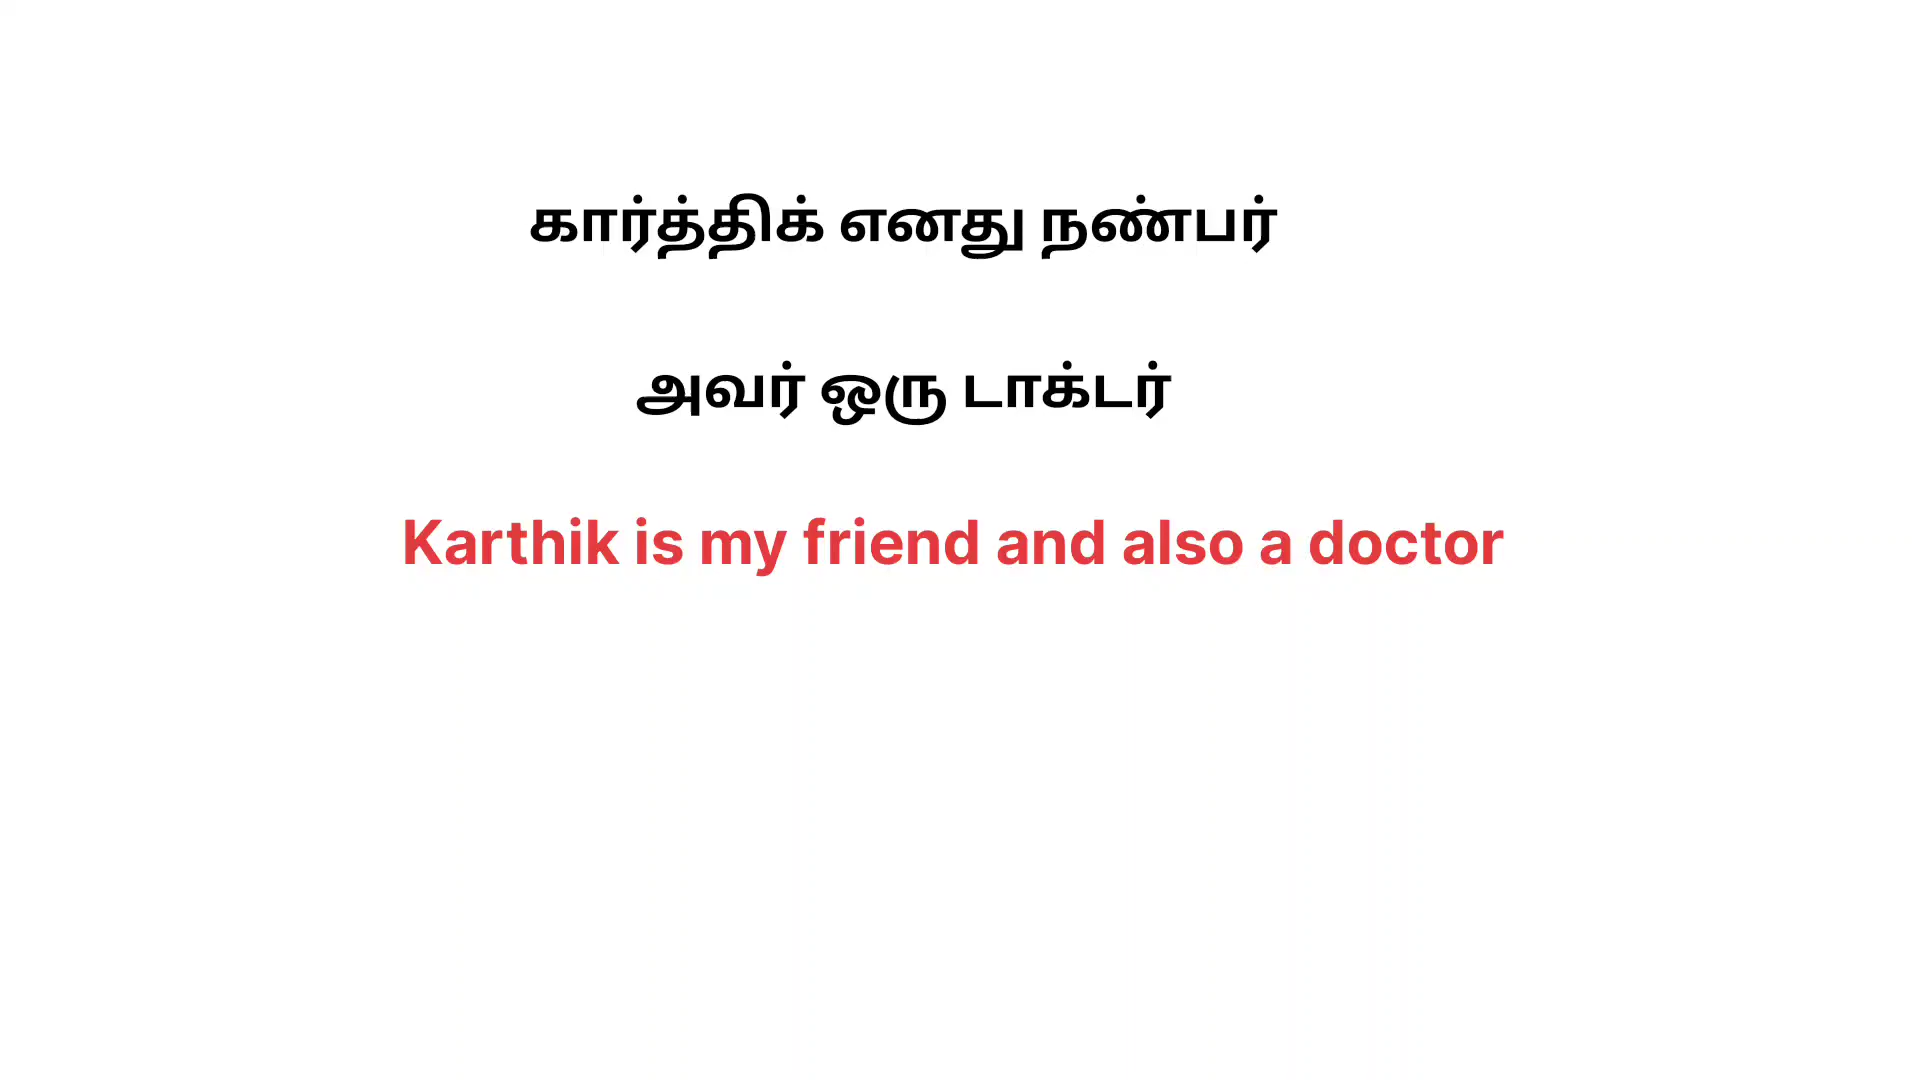 கார்த்திக் எனது நண்பர்
அவர் ஒரு டாக்டர்
Karthik is my friend and also a doctor